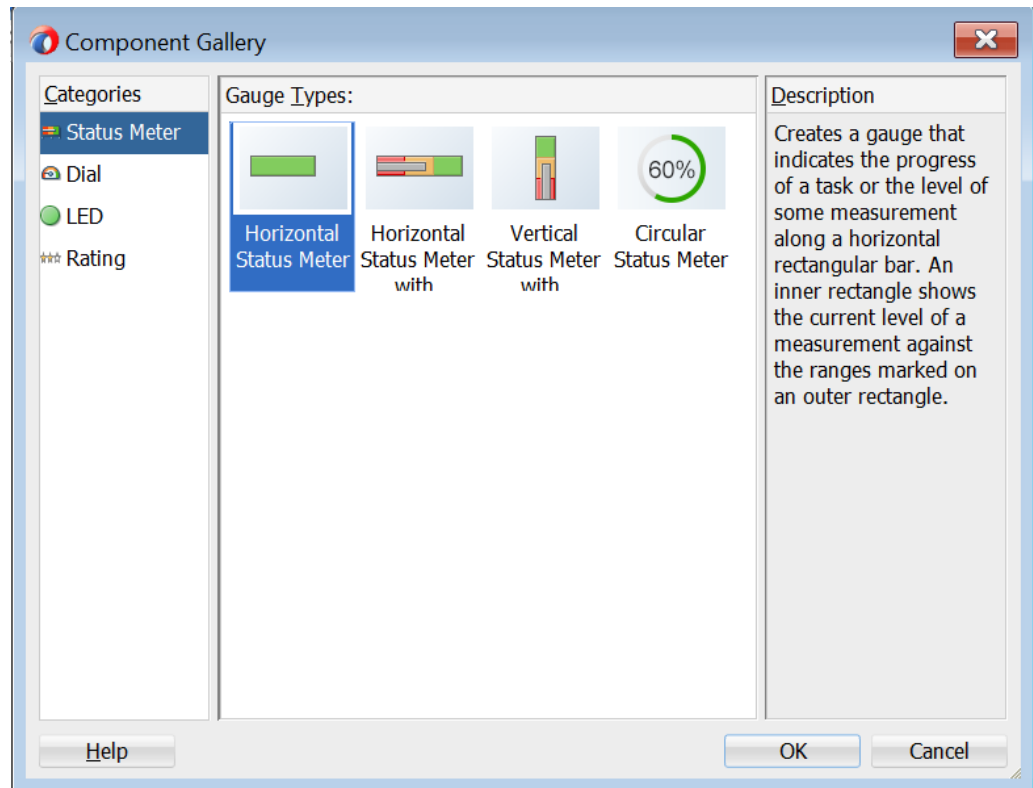 Component Gallery
Categories
Status Meter
Dial
LED
Rating
Gauge Types:
Horizontal
Status Meter
Horizontal
Status Meter
with
Vertical
Status Meter
with
60%
Circular
Status Meter
Description
Creates a gauge that
indicates the progress
of a task or the level of
some measurement
along a horizontal
rectangular bar. An
inner rectangle shows
the current level of a
measurement against
the ranges marked on
an outer rectangle.
Help
OK
Cancel